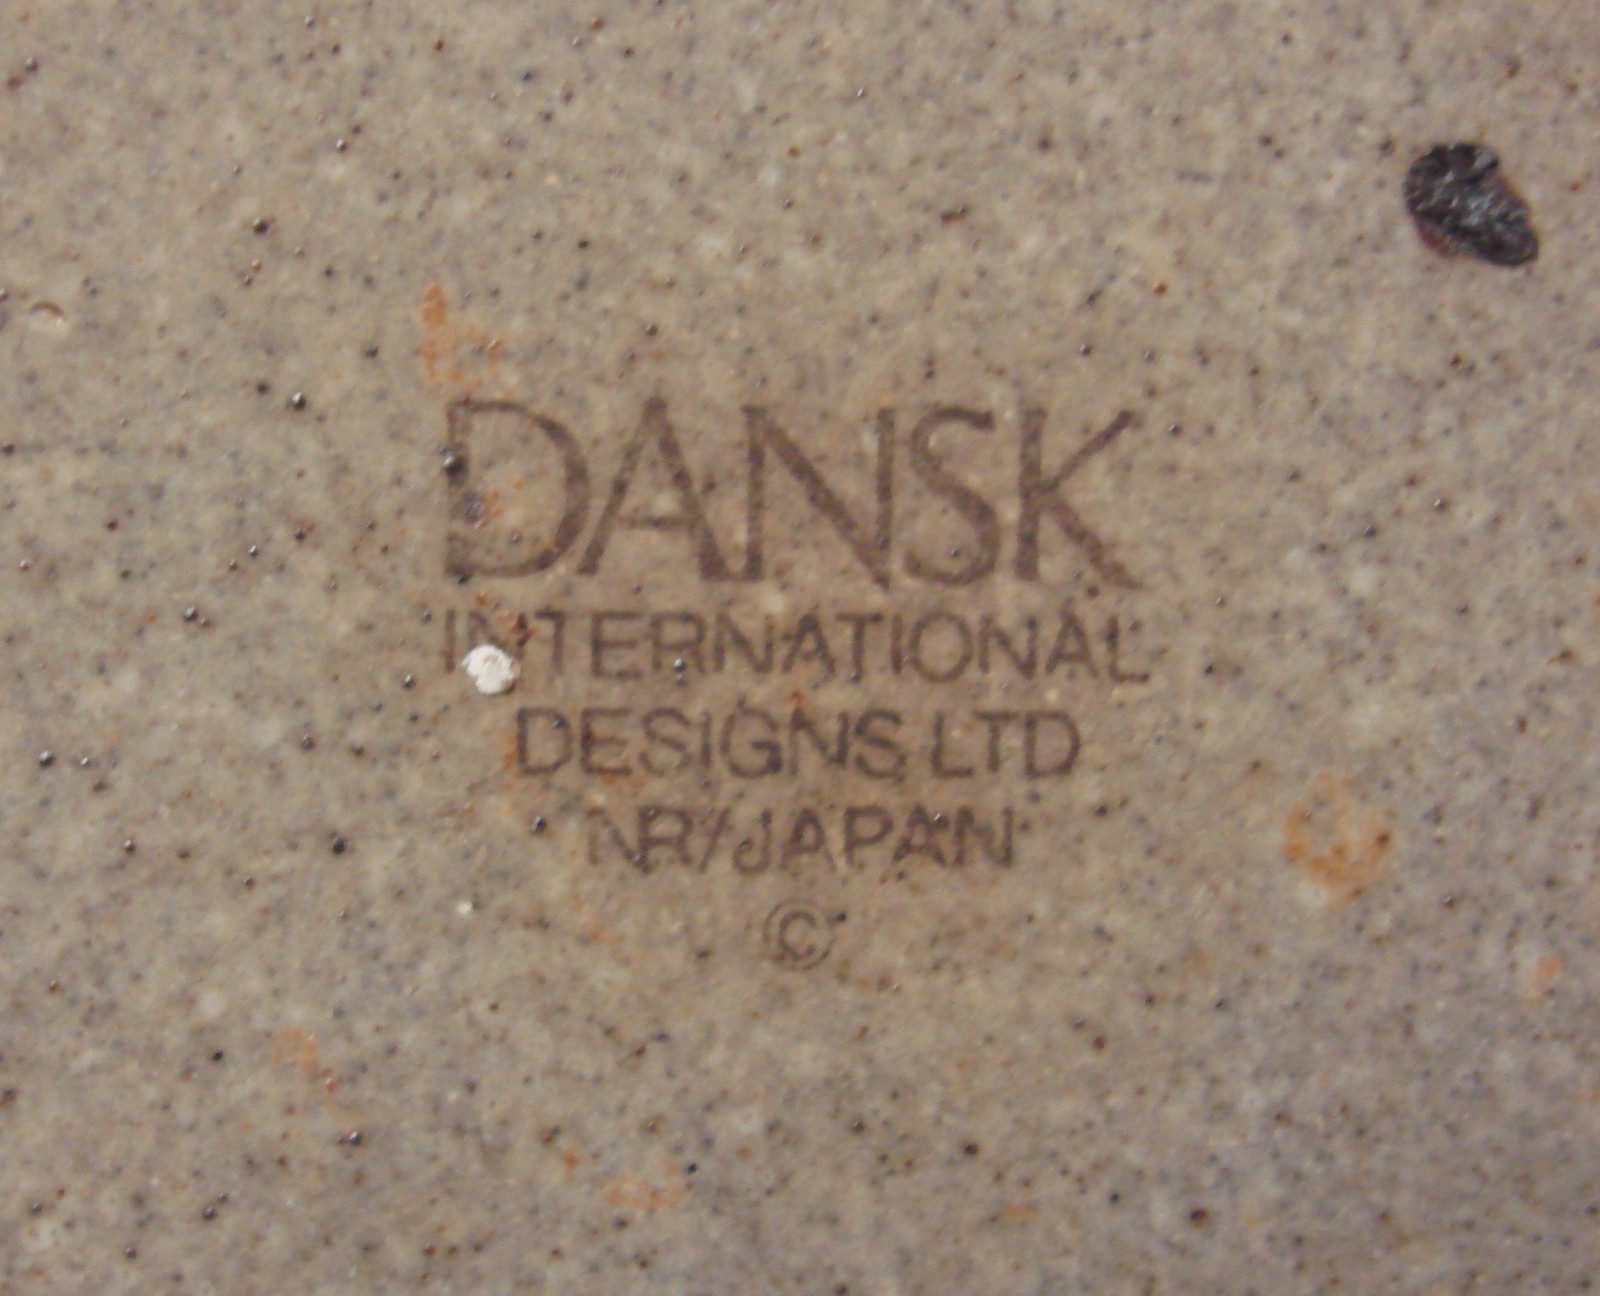 DANSK
INTERNATIONAL
DESIGNS LTD
NR/JAPAN
©